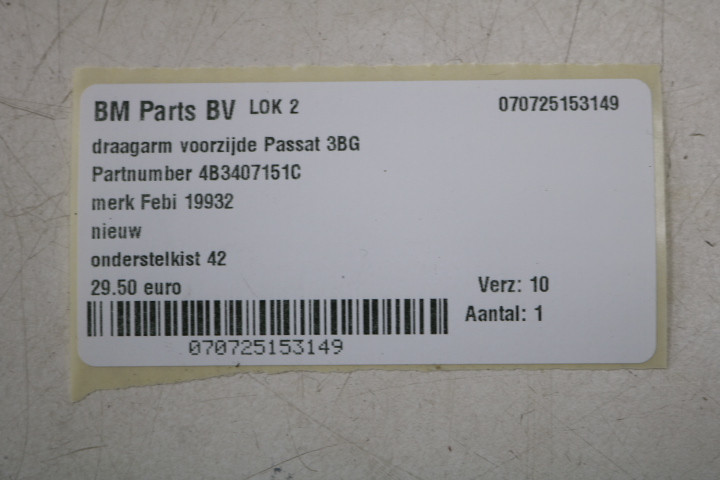 BM Parts BV LOK 2 070725153149
draagarm voorzijde Passat 3BG
Partnumber 4B3407151C
merk Febi 19932
nieuw
onderstelkist 42
29.50 euro Verz: 10
Aantal: 1
070725153149